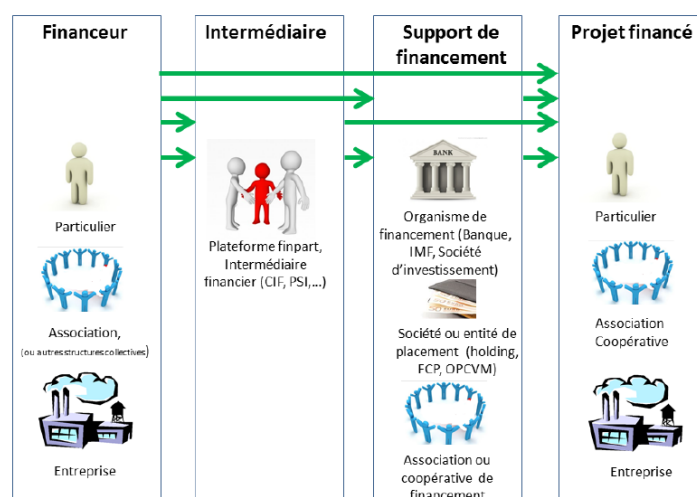 Financeur
Particulier
Association,
(ou autres structures collectives)
Entreprise
Intermédiaire
Plateforme finpart,
Intermédiaire
financier (CIF, PSI,...)
Support de
financement
BANK
Organisme de
financement (Banque,
IMF, Société
d'investissement)
Société ou entité de
placement (holding,
FCP, OPCVM)
Association ou
coopérative de
financement
Projet financé
Particulier
Association
Coopérative
Entreprise